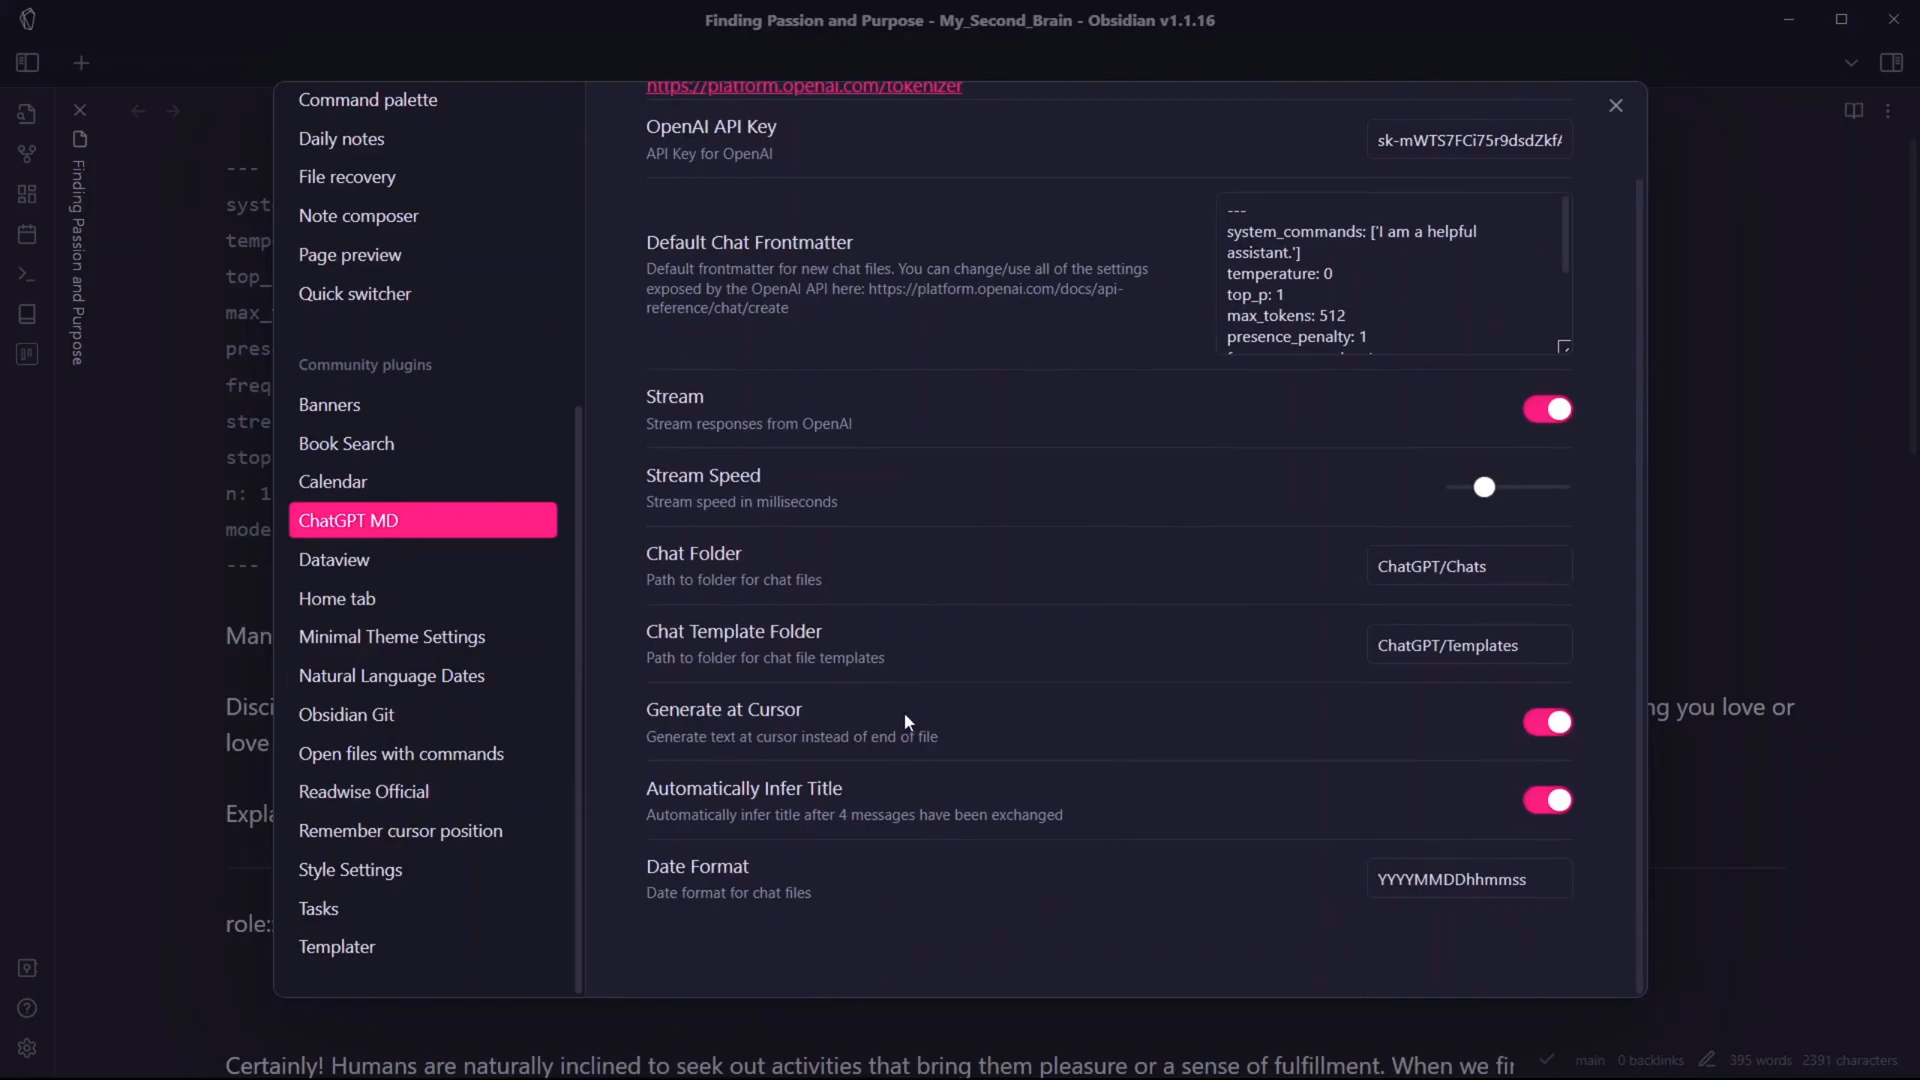 Finding Passion and Purpose - My_Second_Brain - Obsidian v1.1.16
Finding Passion and Purpose
---
syst
temp
top_
max_
pres
freq
stre
stop
n: 1
mode
---
Man
Disci
ng you love or
love
Expla
role::
Certainly! Humans are naturally inclined to seek out activities that bring them pleasure or a sense of fulfillment. When we fir
Command palette
Daily notes
File recovery
Note composer
Page preview
Quick switcher
Community plugins
Banners
Book Search
Calendar
ChatGPT MD
Dataview
Home tab
Minimal Theme Settings
Natural Language Dates
Obsidian Git
Open files with commands
Readwise Official
Remember cursor position
Style Settings
Tasks
Templater
https://platform.openai.com/tokenizer
OpenAI API Key
API Key for OpenAI
sk-mWTS7FCi75r9dsdZkf
Default Chat Frontmatter
Default frontmatter for new chat files. You can change/use all of the settings
exposed by the OpenAI API here: https://platform.openai.com/docs/api-
reference/chat/create
---
system_commands: ['I am a helpful
assistant.']
temperature: 0
top_p: 1
max_tokens: 512
presence_penalty: 1
Stream
Stream responses from OpenAI
Stream Speed
Stream speed in milliseconds
Chat Folder
Path to folder for chat files
ChatGPT/Chats
Chat Template Folder
Path to folder for chat file templates
ChatGPT/Templates
Generate at Cursor
Generate text at cursor instead of end of file
Automatically Infer Title
Automatically infer title after 4 messages have been exchanged
Date Format
Date format for chat files
YYYYMMDDhhmmss
main 0 backlinks 395 words 2391 characters